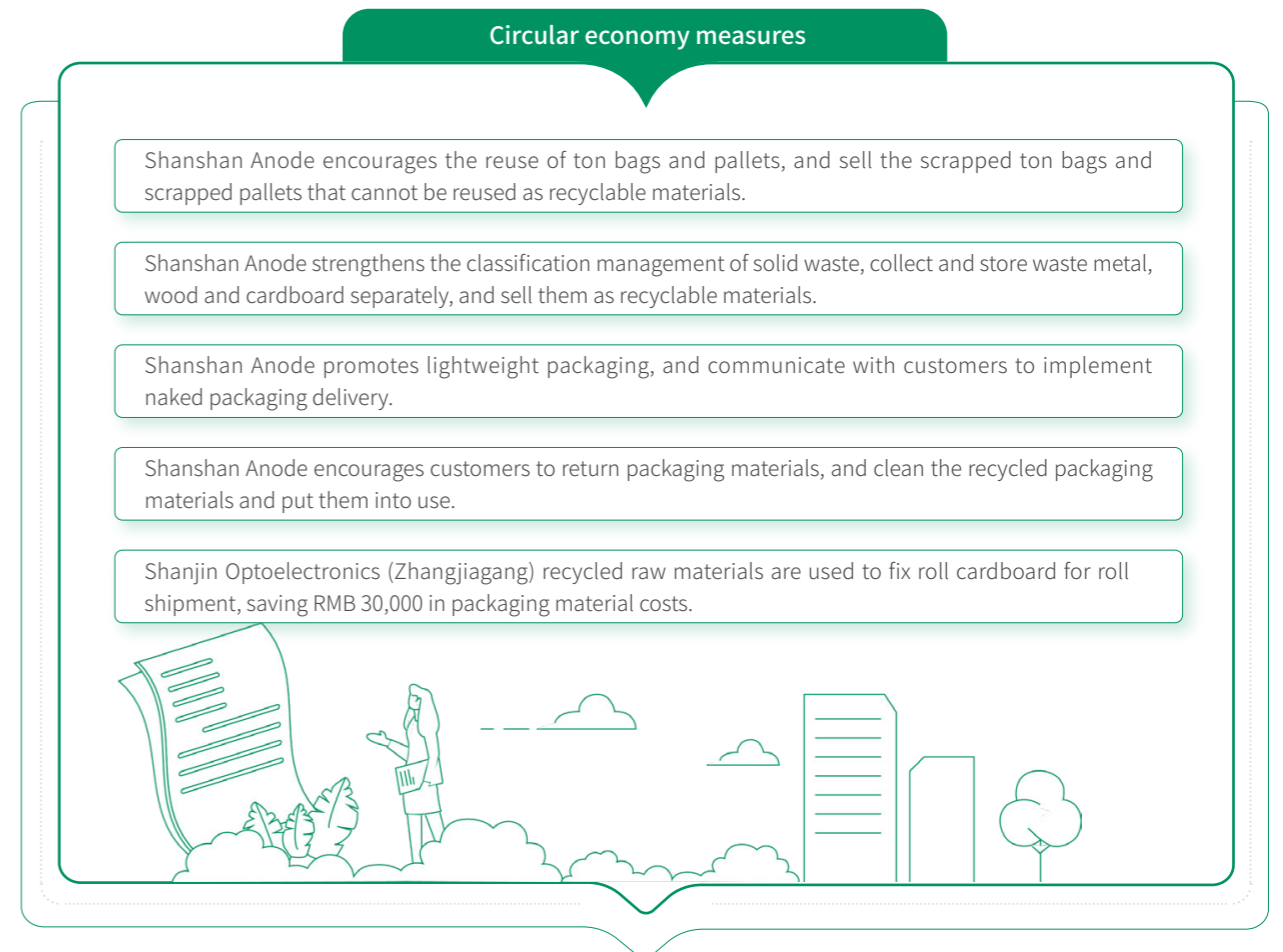 Circular economy measures
Shanshan Anode encourages the reuse of ton bags and pallets, and sell the scrapped ton bags and
scrapped pallets that cannot be reused as recyclable materials.
Shanshan Anode strengthens the classification management of solid waste, collect and store waste metal,
wood and cardboard separately, and sell them as recyclable materials.
Shanshan Anode promotes lightweight packaging, and communicate with customers to implement
naked packaging delivery.
Shanshan Anode encourages customers to return packaging materials, and clean the recycled packaging
materials and put them into use.
Shanjin Optoelectronics (Zhangjiagang) recycled raw materials are used to fix roll cardboard for roll
shipment, saving RMB 30,000 in packaging material costs.